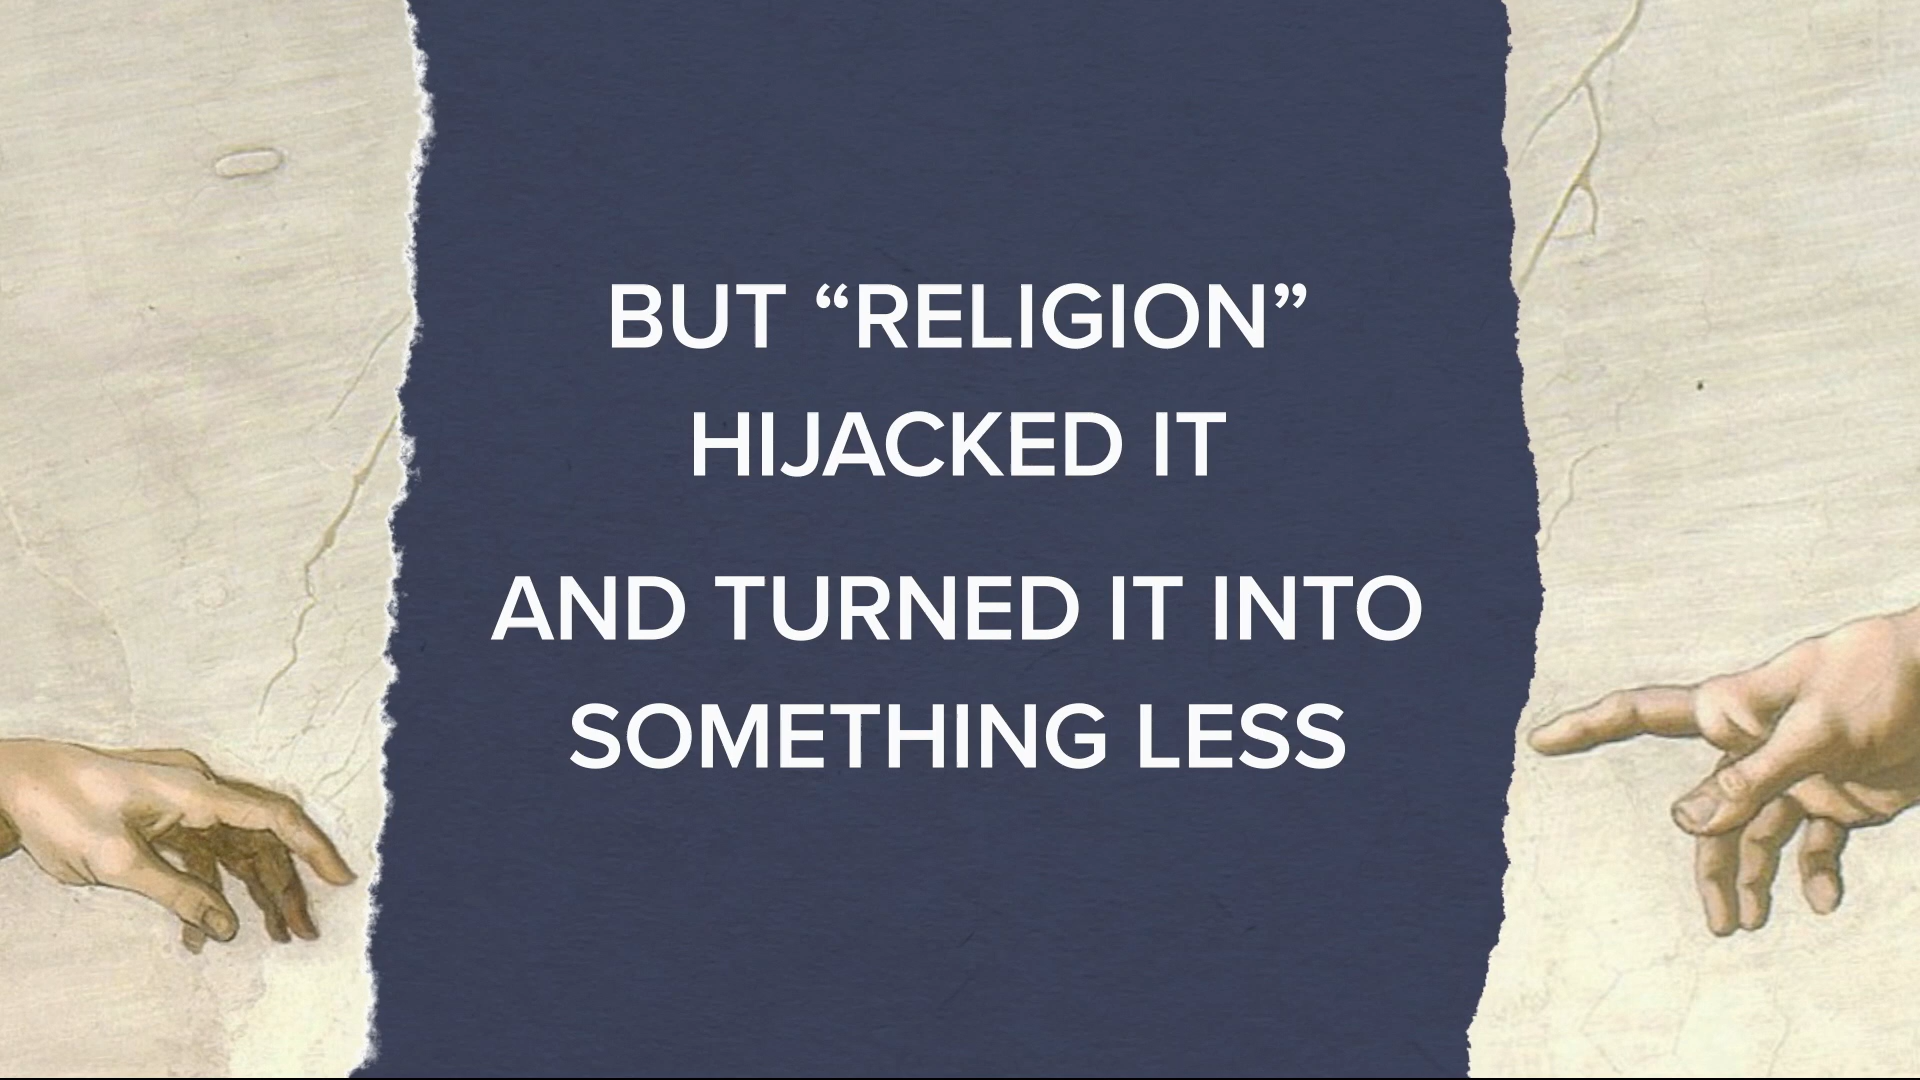 BUT “RELIGION”
HIJACKED IT
AND TURNED IT INTO
SOMETHING LESS